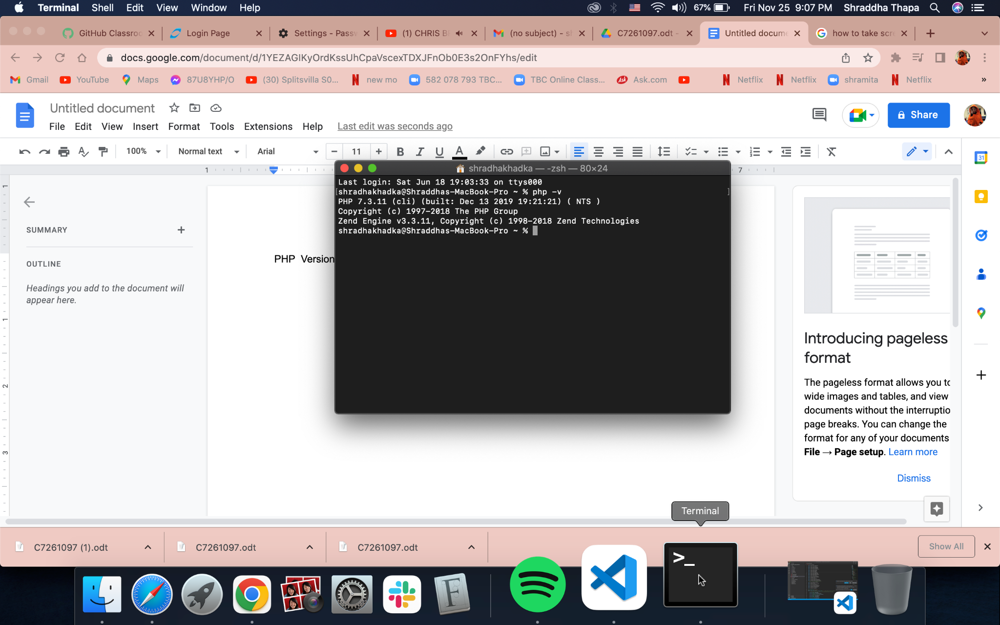 Terminal Shell Edit View Window Help 67% Fri Nov 25 9:07 PM Shraddha Thapa
GitHub Classroo Login Page Settings - Passw (1) CHRIS B (no subject) - s C7261097.odt - Untitled docume how to take scr
docs.google.com/document/d/1YEZAGIKyOrdKssUhCpaVscexTDXJFnOb0E3s2OnFYhs/edit
Gmail YouTube Maps 87U8YHP/O (30) Splitsvilla S0... new mo 582 078 793 TBC... TBC Online Class... Ask Ask.com Netflix Netflix shramita Netflix »
Untitled document
Share
File Edit View Insert Format Tools Extensions Help Last edit was seconds ago
100% Normal text Arial – 11 + B I U A
31
1 7
shradhakhadka — -zsh — 80×24
Last login: Sat Jun 18 19:03:33 on ttys000
[shradhakhadka@Shraddhas-MacBook-Pro ~ % php -v ]
PHP 7.3.11 (cli) (built: Dec 13 2019 19:21:21) ( NTS )
Copyright (c) 1997-2018 The PHP Group
Zend Engine v3.3.11, Copyright (c) 1998-2018 Zend Technologies
shradhakhadka@Shraddhas-MacBook-Pro ~ %
SUMMARY +
OUTLINE
Headings you add to the document will
appear here.
1
1
2
3
PHP Version
Introducing pageless
format
The pageless format allows you to
wide images and tables, and view
documents without the interruptio
page breaks. You can change the
format for any of your documents
File → Page setup. Learn more
Dismiss
Terminal
C7261097 (1).odt C7261097.odt C7261097.odt Show All
>_
F